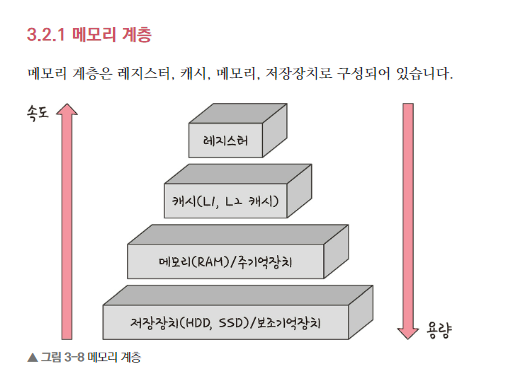 3.2.1 메모리 계층
메모리 계층은 레지스터, 캐시, 메모리, 저장장치로 구성되어 있습니다.
속도
레지스터
캐시(L1, L2 캐시)
메모리(RAM)/주기억장치
저장장치(HDD, SSD)/보조기억장치
용량
▲ 그림 3-8 메모리 계층